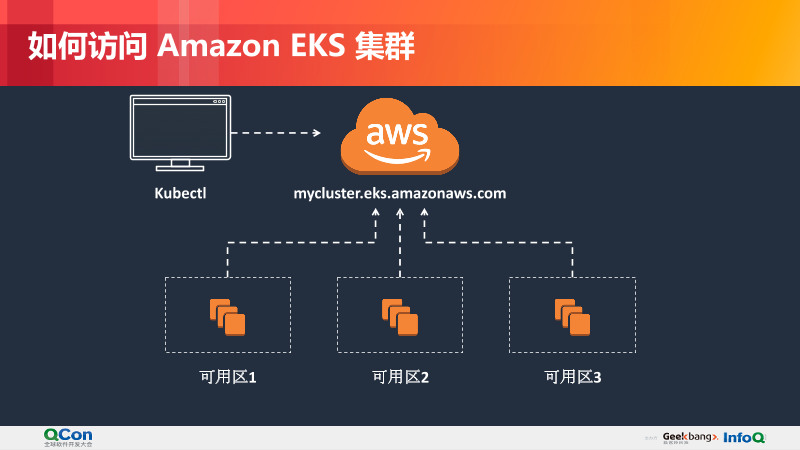 如何访问 Amazon EKS 集群
aws
Kubectl
mycluster.eks.amazonaws.com
可用区1
可用区2
可用区3
QCon
全球软件开发大会
Geekbang>.
InfoQ